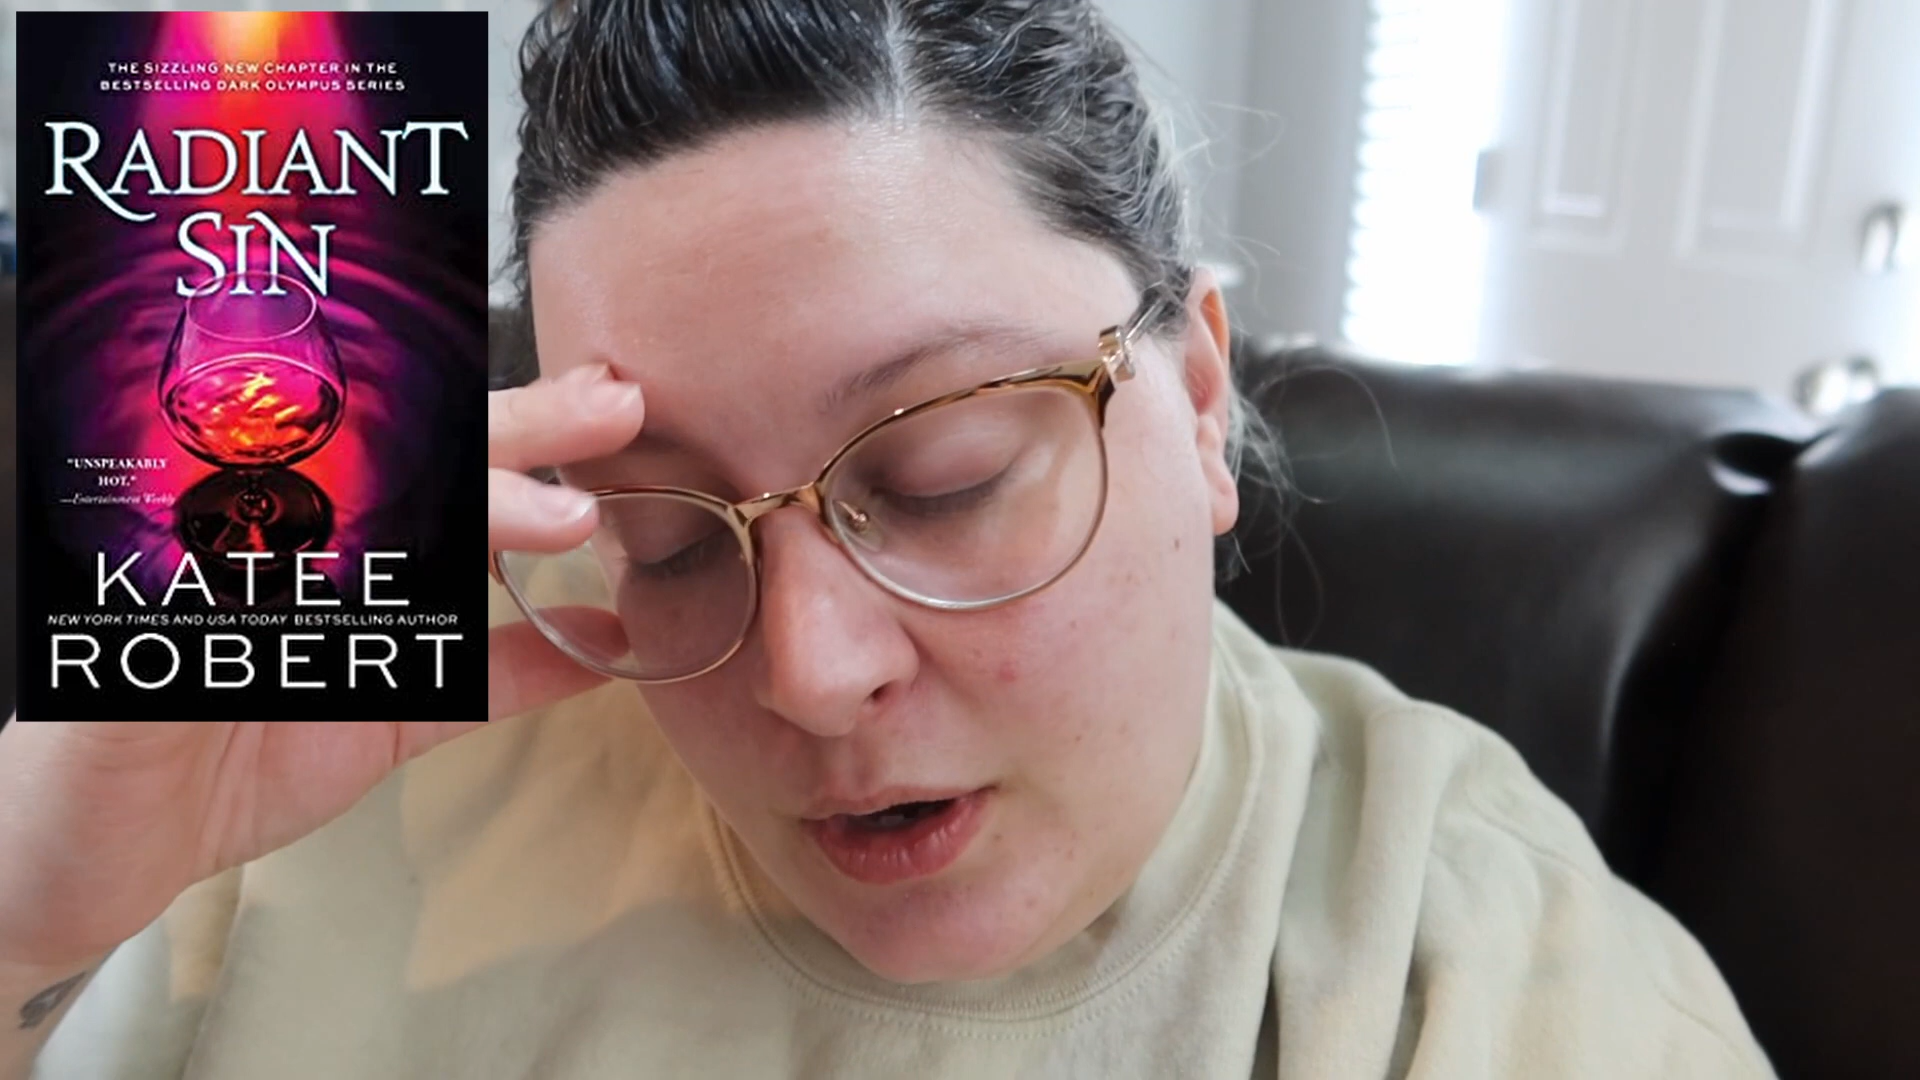 THE SIZZLING NEW CHAPTER IN THE
BESTSELLING DARK OLYMPUS SERIES
RADIANT
SIN
"UNSPEAKABLY
HOT."
—Entertainment Weekly
KATEE
NEW YORK TIMES AND USA TODAY BESTSELLING AUTHOR
ROBERT